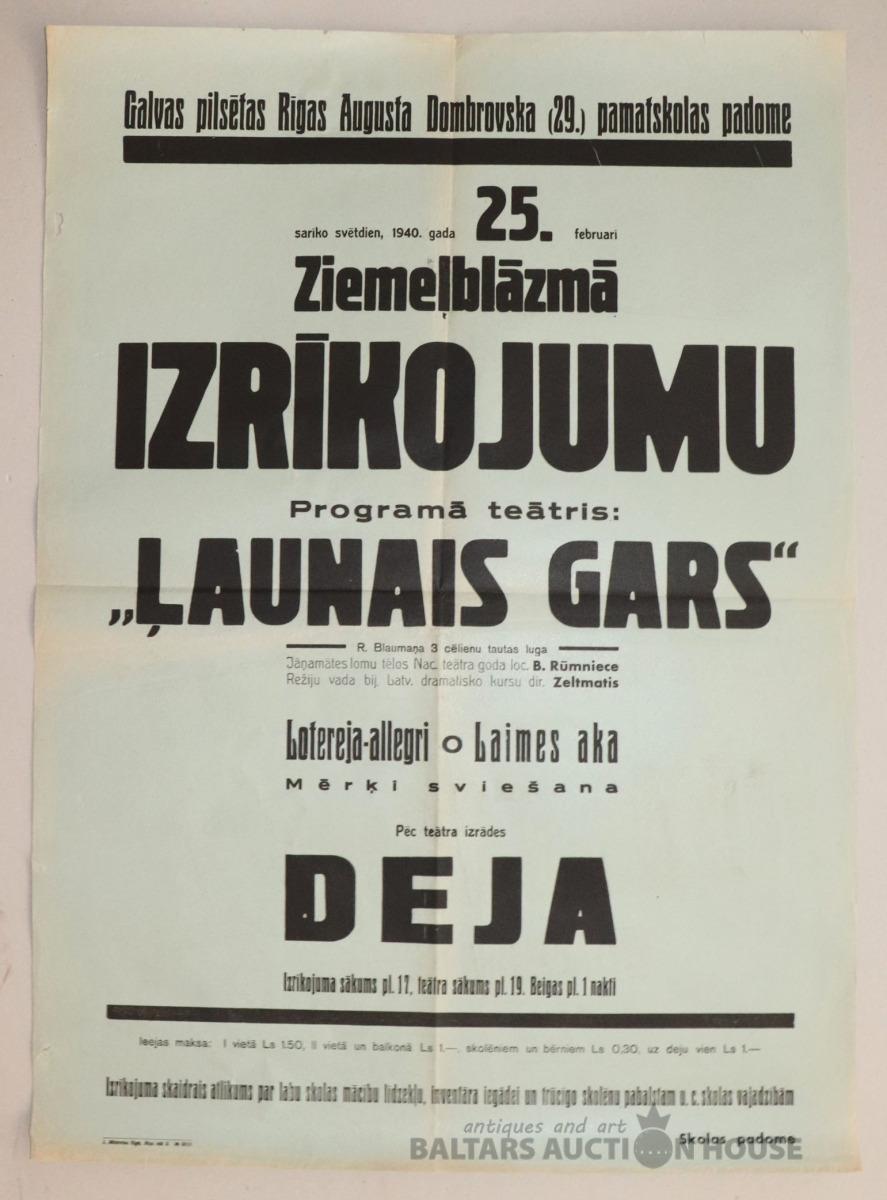 Galvas pilsētas Rīgas Augusta Dombrovska (29.) pamatskolas padome
sariko svētdien, 1940. gada 25. februari
Ziemeļblāzmā
IZRĪKOJUMU
Programā teātris:
„ĻAUNAIS GARS“
R. Blaumaņa 3 cēlienu tautas luga
Jāņamātes lomu tēlos Nac. teātra goda loc. B. Rūmniece
Režiju vada bij. Latv. dramatisko kursu dir. Zeltmatis
Lotereja-allegri o Laimes aka
Mērķi sviešana
Pēc teātra izrādes
DEJA
Izrīkojuma sākums pl. 17, teātra sākums pl. 19. Beigas pl. 1 naktī
Ieejas maksa: I vietā Ls 1.50, II vietā un balkonā Ls 1.—, skolēniem un bērniem Ls 0,30, uz deju vien Ls 1.—
Izrīkojuma skaidrais atlikums par labu skolas mācību līdzekļu, inventāra iegādei un trūcīgo skolēnu pabalstam u. c. skolas vajadzībām
Skolas padome
antiques and art
BALTARS AUCTION HOUSE